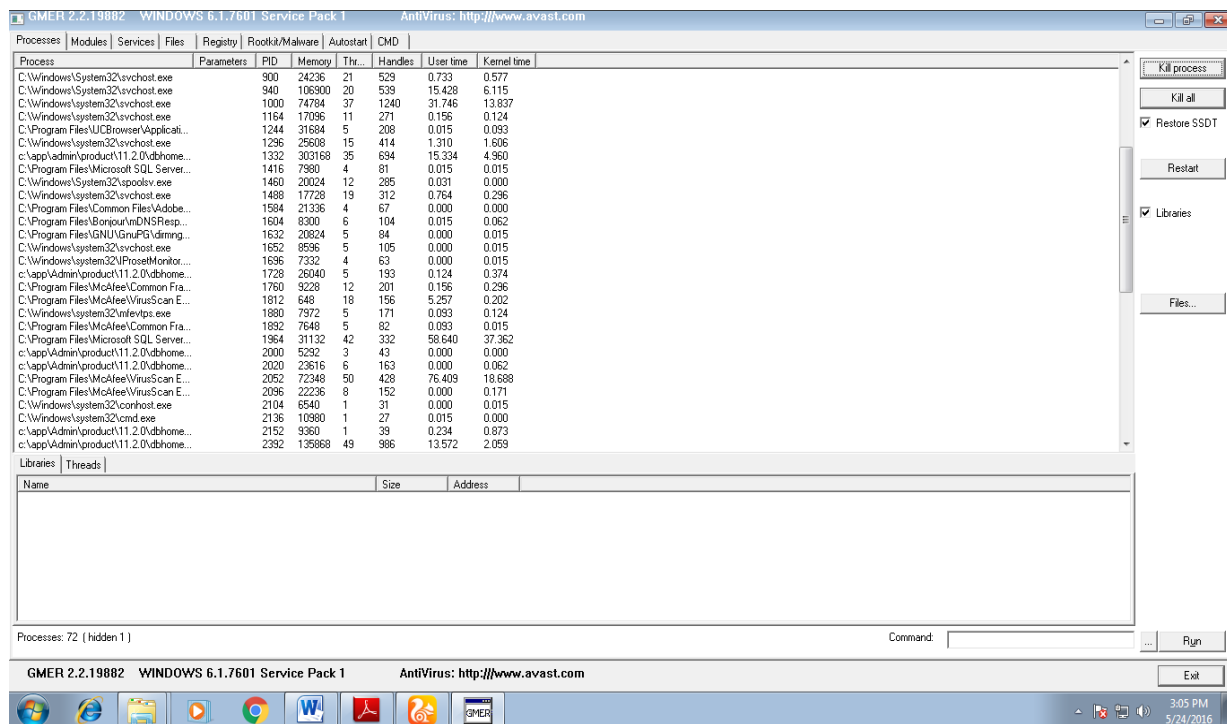 GMER 2.2.19882 WINDOWS 6.1.7601 Service Pack 1 AntiVirus: http:///www.avast.com
Processes Modules Services Files Registry Rootkit/Malware Autostart CMD
Process Parameters PID Memory Thr... Handles User time Kernel time
C:\Windows\System32\svchost.exe 900 24236 21 529 0.733 0.577
C:\Windows\System32\svchost.exe 940 106900 20 539 15.428 6.115
C:\Windows\system32\svchost.exe 1000 74784 37 1240 31.746 13.837
C:\Windows\system32\svchost.exe 1164 17096 11 271 0.156 0.124
C:\Program Files\UCBrowser\Applicati... 1244 31684 5 208 0.015 0.093
C:\Windows\system32\svchost.exe 1296 25608 15 414 1.310 1.606
c:\app\admin\product\11.2.0\dbhome... 1332 303168 35 694 15.334 4.960
C:\Program Files\Microsoft SQL Server... 1416 7980 4 81 0.015 0.015
C:\Windows\System32\spoolsv.exe 1460 20024 12 285 0.031 0.000
C:\Windows\system32\svchost.exe 1488 17728 19 312 0.764 0.296
C:\Program Files\Common Files\Adobe... 1584 21336 4 67 0.000 0.000
C:\Program Files\Bonjour\mDNSResp... 1604 8300 6 104 0.015 0.062
C:\Program Files\GNU\GnuPG\dirmng... 1632 20824 5 84 0.000 0.015
C:\Windows\system32\svchost.exe 1652 8596 5 105 0.000 0.015
C:\Windows\system32\IProsetMonitor.... 1696 7332 4 63 0.000 0.015
c:\app\Admin\product\11.2.0\dbhome... 1728 26040 5 193 0.124 0.374
C:\Program Files\McAfee\Common Fra... 1760 9228 12 201 0.156 0.296
C:\Program Files\McAfee\VirusScan E... 1812 648 18 156 5.257 0.202
C:\Windows\system32\mfevtps.exe 1880 7972 5 171 0.093 0.124
C:\Program Files\McAfee\Common Fra... 1892 7648 5 82 0.093 0.015
C:\Program Files\Microsoft SQL Server... 1964 31132 42 332 58.640 37.362
c:\app\Admin\product\11.2.0\dbhome... 2000 5292 3 43 0.000 0.000
c:\app\Admin\product\11.2.0\dbhome... 2020 23616 6 163 0.000 0.062
C:\Program Files\McAfee\VirusScan E... 2052 72348 50 428 76.409 18.688
C:\Program Files\McAfee\VirusScan E... 2096 22236 8 152 0.000 0.171
C:\Windows\system32\conhost.exe 2104 6540 1 31 0.000 0.015
C:\Windows\system32\cmd.exe 2136 10980 1 27 0.015 0.000
c:\app\Admin\product\11.2.0\dbhome... 2152 9360 1 39 0.234 0.873
c:\app\Admin\product\11.2.0\dbhome... 2392 135868 49 986 13.572 2.059
Kill process
Kill all
Restore SSDT
Restart
Libraries
Files...
Libraries Threads
Name Size Address
Processes: 72 ( hidden 1 ) Command: ... Run
GMER 2.2.19882 WINDOWS 6.1.7601 Service Pack 1 AntiVirus: http:///www.avast.com Exit
W GMER
3:05 PM
5/24/2016